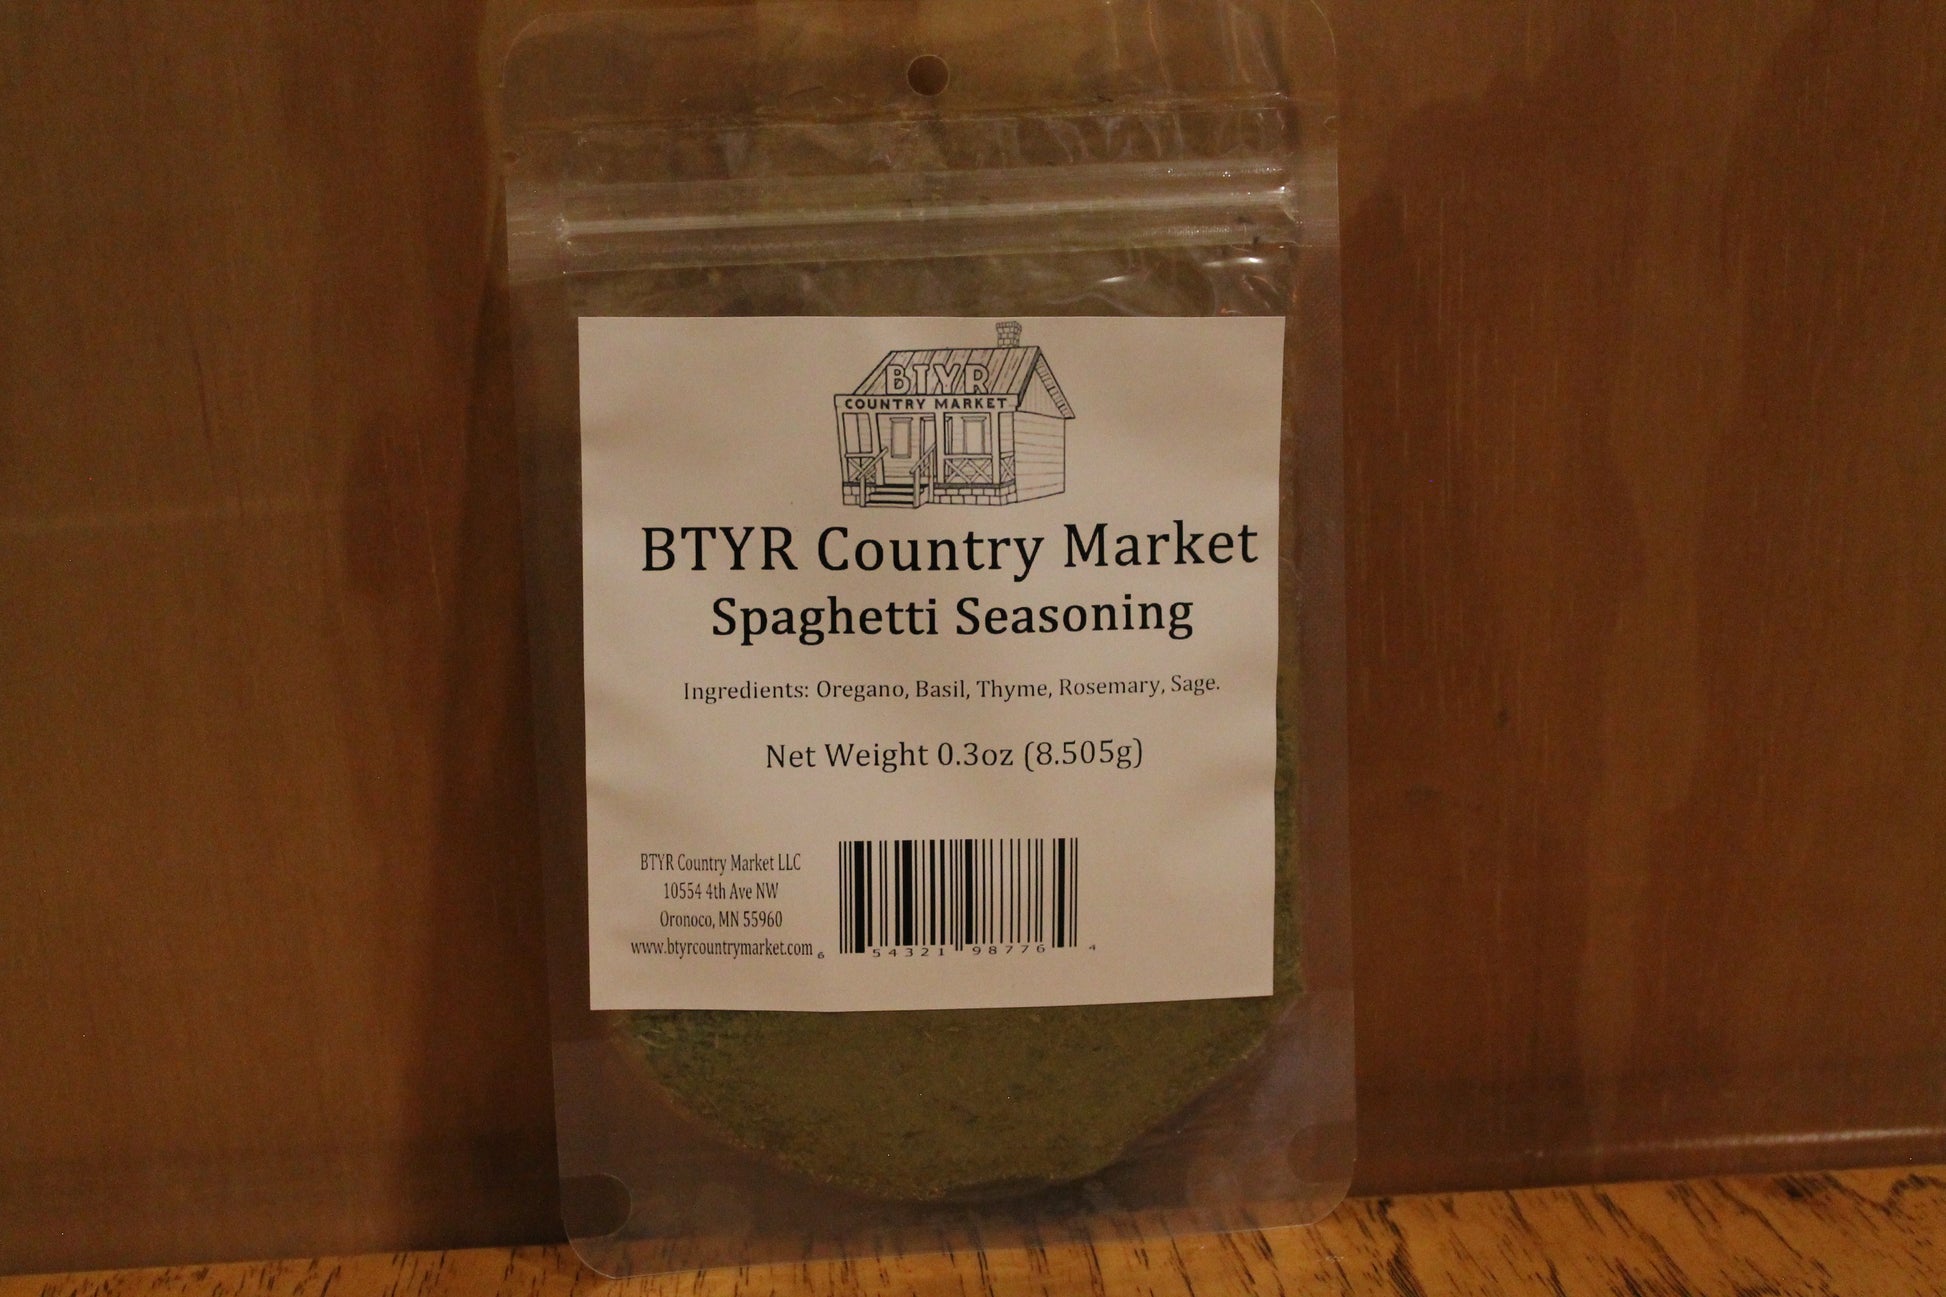 BTYR
COUNTRY MARKET
BTYR Country Market
Spaghetti Seasoning
Ingredients: Oregano, Basil, Thyme, Rosemary, Sage.
Net Weight 0.3oz (8.505g)
BTYR Country Market LLC
10554 4th Ave NW
Oronoco, MN 55960
www.btyrcountrymarket.com
6 54321 98776 4